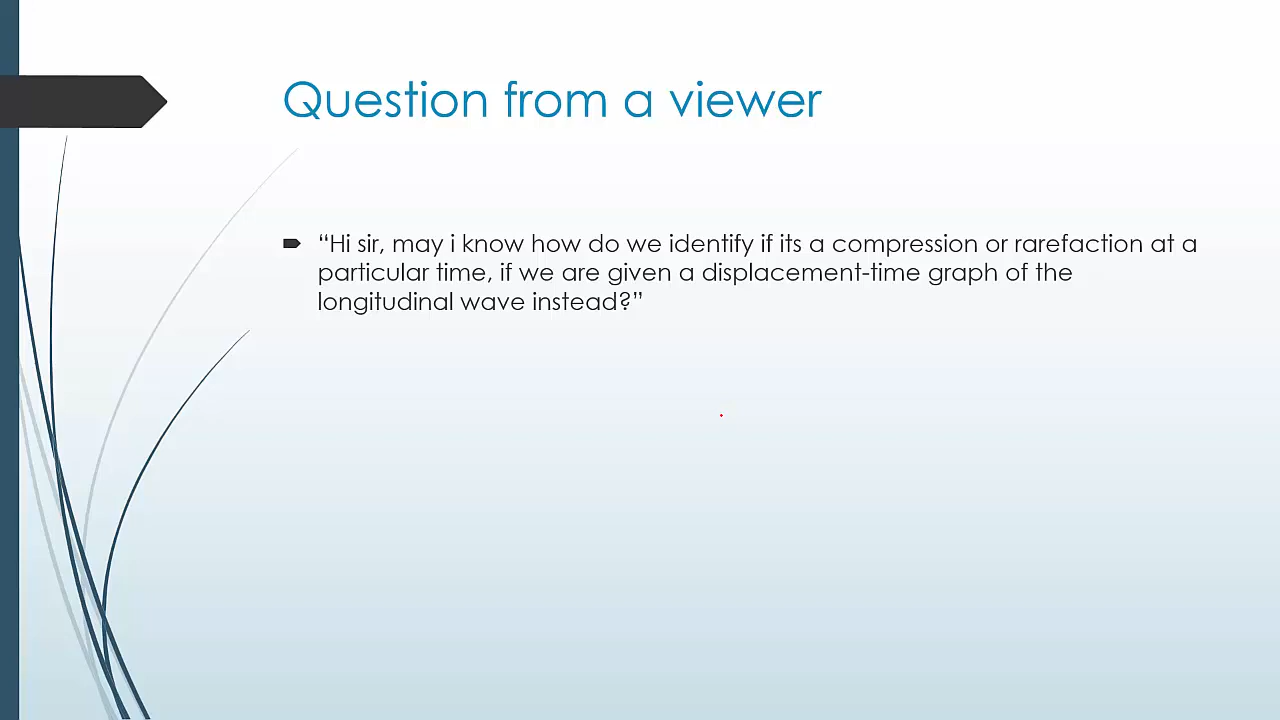 Question from a viewer
“Hi sir, may i know how do we identify if its a compression or rarefaction at a
particular time, if we are given a displacement-time graph of the
longitudinal wave instead?”